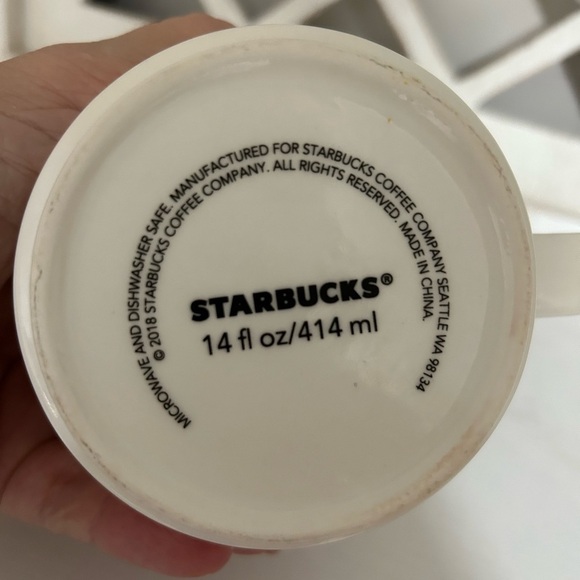 MICROWAVE AND DISHWASHER SAFE. MANUFACTURED FOR STARBUCKS COFFEE COMPANY SEATTLE WA 98134
© 2018 STARBUCKS COFFEE COMPANY. ALL RIGHTS RESERVED. MADE IN CHINA.
STARBUCKS®
14 fl oz/414 ml